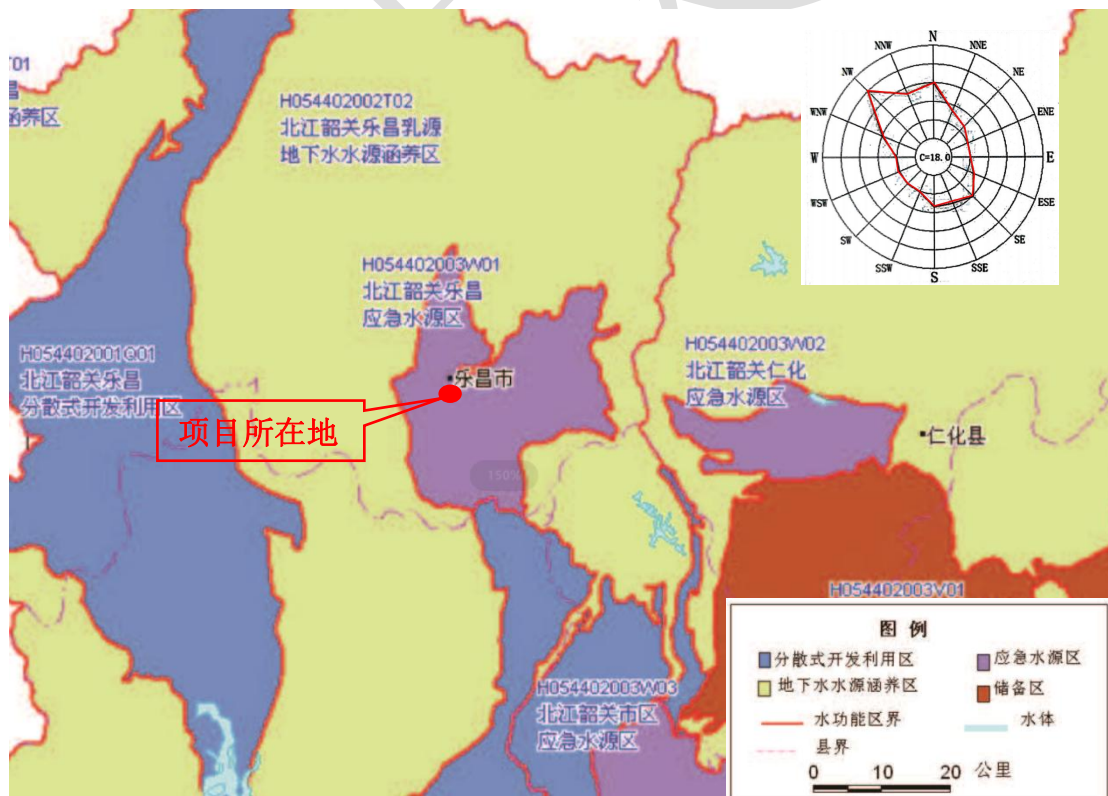 T01
昌
涵养区
H054402002T02
北江韶关乐昌乳源
地下水水源涵养区
H054402003W01
北江韶关乐昌
应急水源区
H054402001Q01
北江韶关乐昌
分散式开发利用区
乐昌市
项目所在地
150%
H054402003W02
北江韶关仁化
应急水源区
仁化县
H054402003V01
H054402003W03
北江韶关市区
应急水源区
N
NNE
NE
ENE
E
ESE
SE
SSE
S
SSW
SW
WSW
W
WNW
NW
NNW
C=18.0
图 例
分散式开发利用区
应急水源区
地下水水源涵养区
储备区
水功能区界
水体
县界
0 10 20 公里